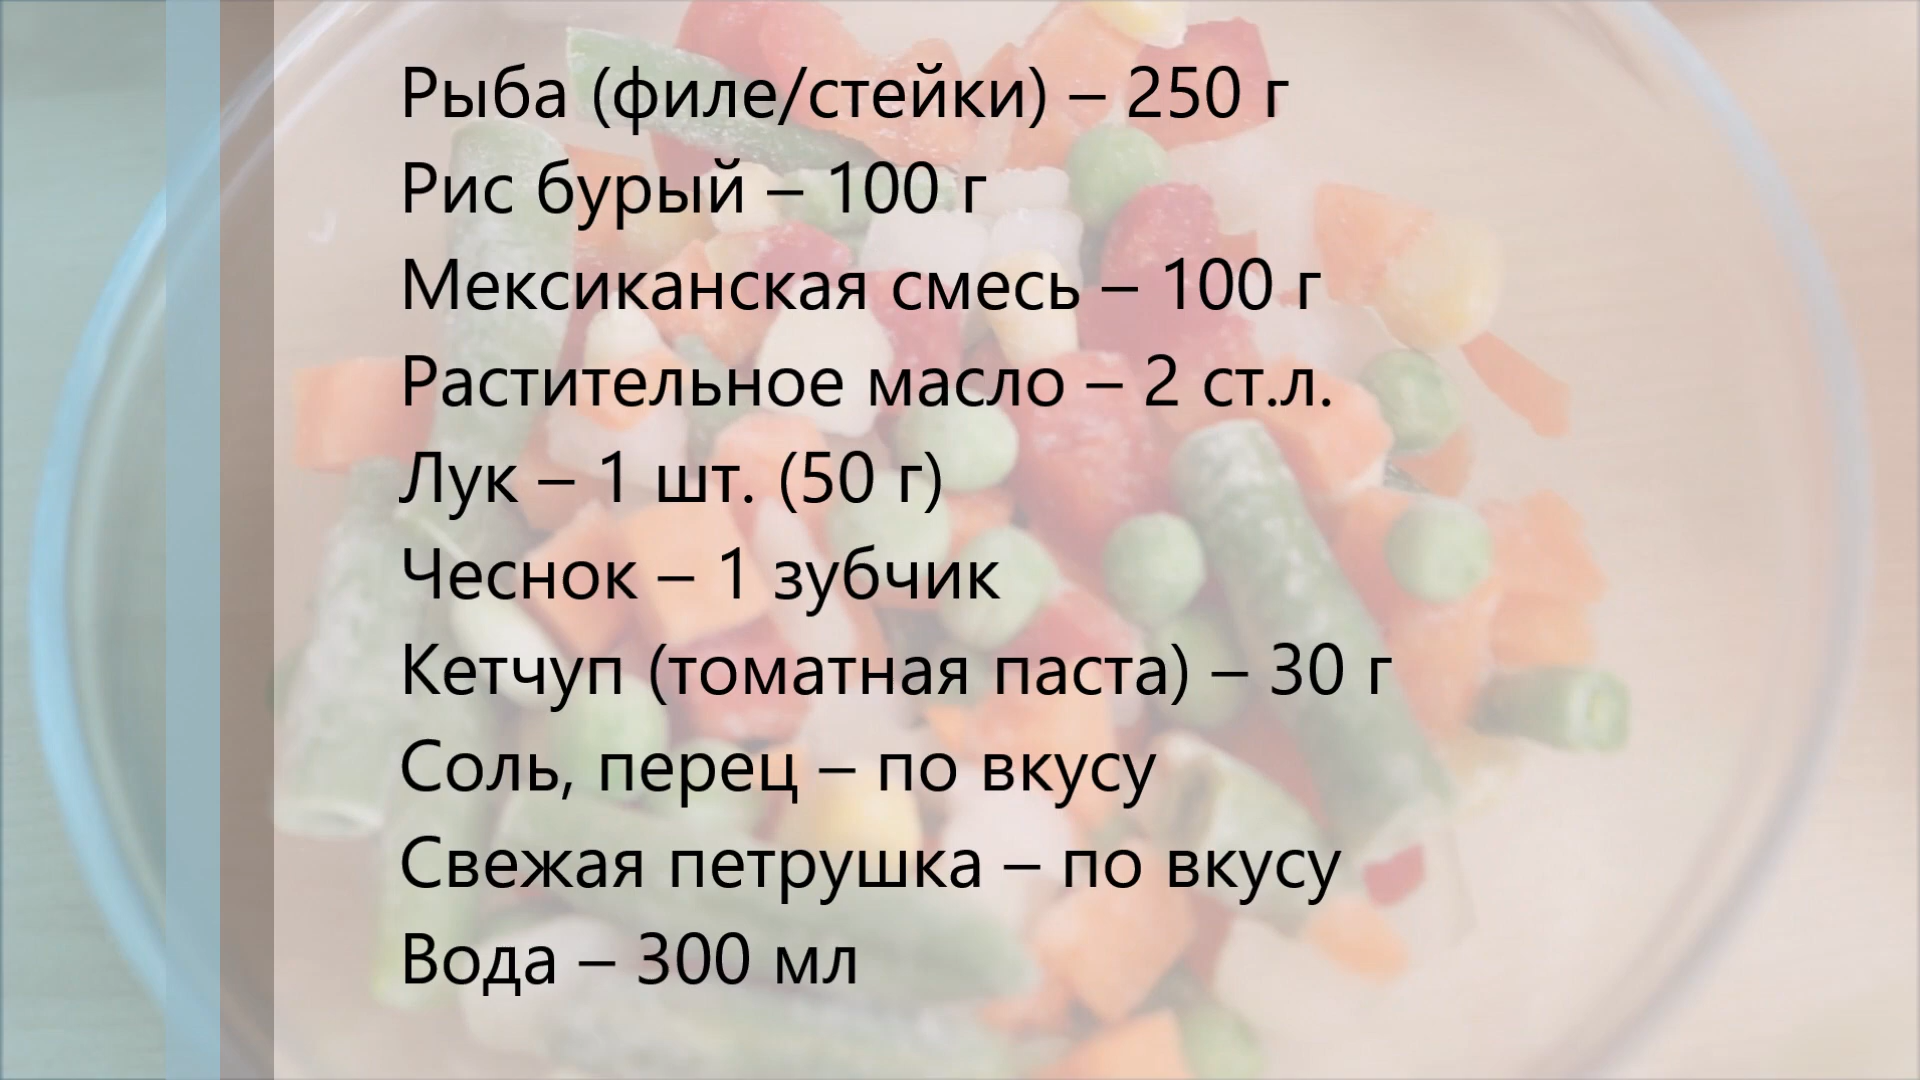 Рыба (филе/стейки) – 250 г
Рис бурый – 100 г
Мексиканская смесь – 100 г
Растительное масло – 2 ст.л.
Лук – 1 шт. (50 г)
Чеснок – 1 зубчик
Кетчуп (томатная паста) – 30 г
Соль, перец – по вкусу
Свежая петрушка – по вкусу
Вода – 300 мл